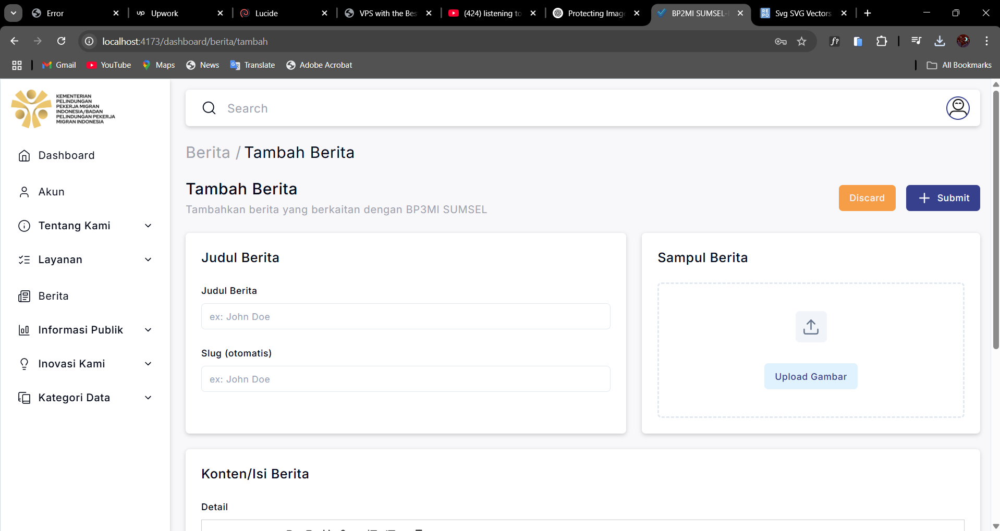 Error
Upwork
Lucide
VPS with the Bes
(424) listening to
Protecting Image
BP2MI SUMSEL-
Svg SVG Vectors
localhost:4173/dashboard/berita/tambah
Gmail
YouTube
Maps
News
Translate
Adobe Acrobat
All Bookmarks
KEMENTERIAN
PELINDUNGAN
PEKERJA MIGRAN
INDONESIA/BADAN
PELINDUNGAN PEKERJA
MIGRAN INDONESIA
Search
Dashboard
Akun
Tentang Kami
Layanan
Berita
Informasi Publik
Inovasi Kami
Kategori Data
Berita / Tambah Berita
Tambah Berita
Tambahkan berita yang berkaitan dengan BP3MI SUMSEL
Discard
Submit
Judul Berita
Judul Berita
ex: John Doe
Slug (otomatis)
ex: John Doe
Sampul Berita
Upload Gambar
Konten/Isi Berita
Detail